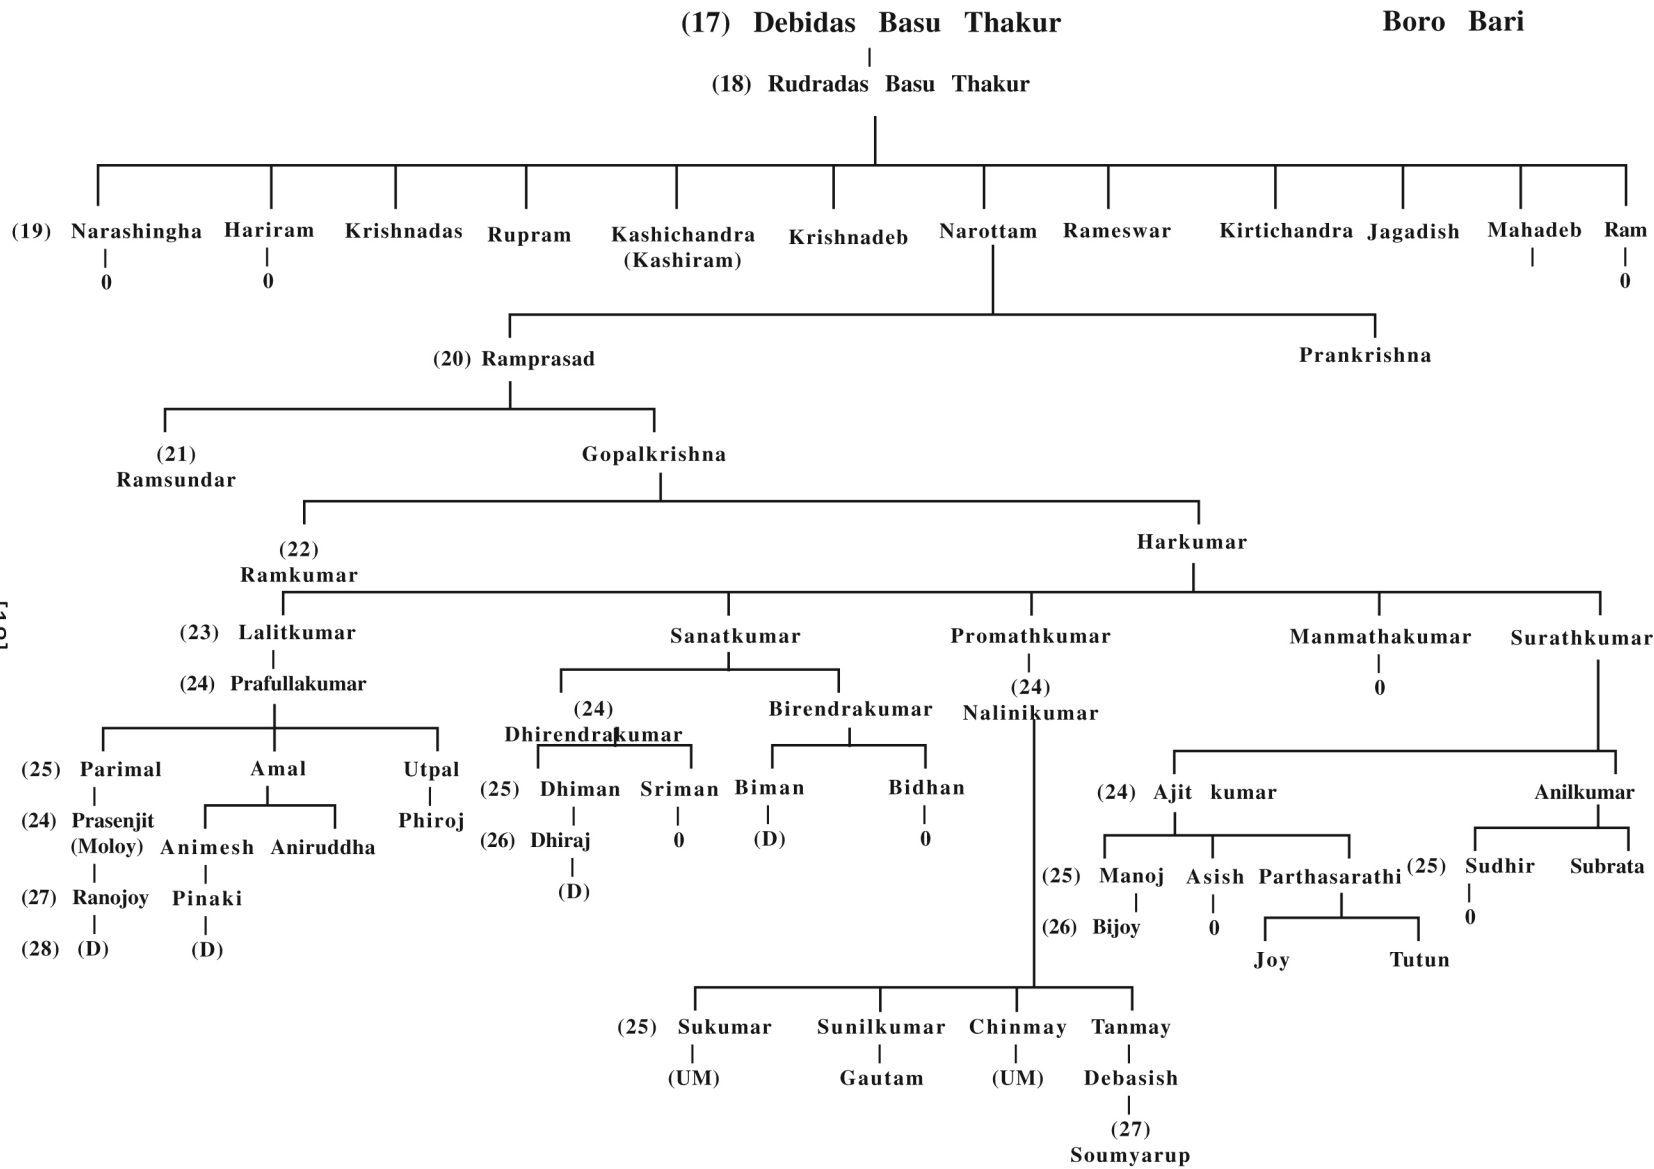 (17) Debidas Basu Thakur
Boro Bari
(18) Rudradas Basu Thakur
(19) Narashingha Hariram Krishnadas Rupram Kashichandra Krishnadeb Narottam Rameswar Kirtichandra Jagadish Mahadeb Ram
(Kashiram)
0 0 0
(20) Ramprasad Prankrishna
(21) Gopalkrishna
Ramsundar
(22) Harkumar
Ramkumar
(23) Lalitkumar Sanatkumar Promathkumar Manmathakumar Surathkumar
(24) Prafullakumar (24) 0
(24) Birendrakumar Nalinikumar
Dhirendrakumar
(25) Parimal Amal Utpal
(25) Dhiman Sriman Biman Bidhan (24) Ajit kumar Anilkumar
(24) Prasenjit Phiroj
(Moloy) Animesh Aniruddha (26) Dhiraj 0 (D) 0
(D)
(25) Manoj Asish Parthasarathi (25) Sudhir Subrata
(27) Ranojoy Pinaki
(26) Bijoy 0 0
(28) (D) (D)
Joy Tutun
(25) Sukumar Sunilkumar Chinmay Tanmay
(UM) Gautam (UM) Debasish
(27)
Soumyarup